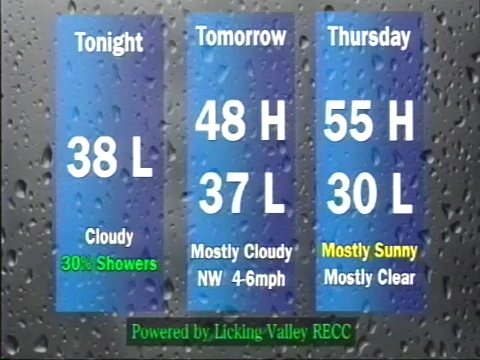 Tonight
38 L
Cloudy
30% Showers
Tomorrow
48 H
37 L
Mostly Cloudy
NW 4-6mph
Thursday
55 H
30 L
Mostly Sunny
Mostly Clear
Powered by Licking Valley RECC